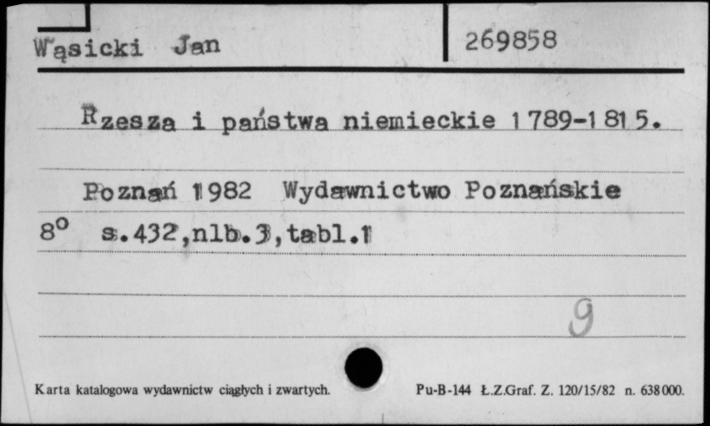 Wąsicki Jan 269858
Rzesza i państwa niemieckie 1789-1815.
Poznań 1982 Wydawnictwo Poznańskie
8° s.432,nlb.3,tabl.1
9
Karta katalogowa wydawnictw ciągłych i zwartych. Pu-B-144 Ł.Z.Graf. Z. 120/15/82 n. 638000.